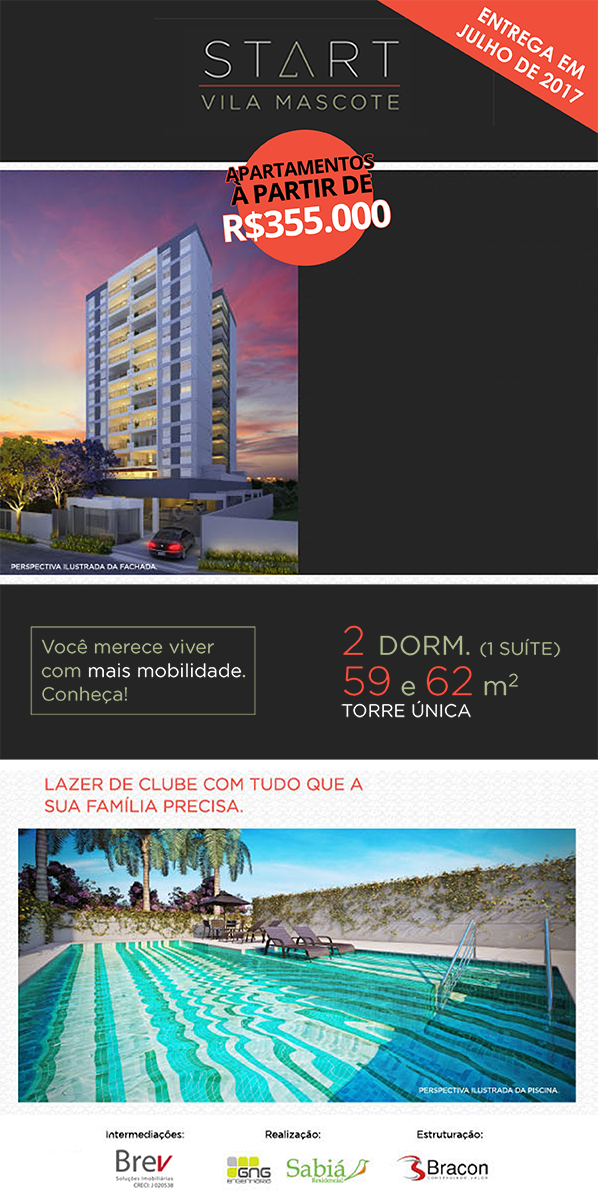 START
VILA MASCOTE
ENTREGA EM
JULHO DE 2017
APARTAMENTOS
À PARTIR DE
R$355.000
PERSPECTIVA ILUSTRADA DA FACHADA.
Você merece viver
com mais mobilidade.
Conheça!
2 DORM. (1 SUÍTE)
59 e 62 m²
TORRE ÚNICA
LAZER DE CLUBE COM TUDO QUE A
SUA FAMÍLIA PRECISA.
PERSPECTIVA ILUSTRADA DA PISCINA.
Intermediações:
Brev
Soluções Imobiliárias
CRECI: J 020538
Realização:
GNG
engenharia
Sabiá
Residencial
Estruturação:
Bracon
CONSTRUINDO VALOR